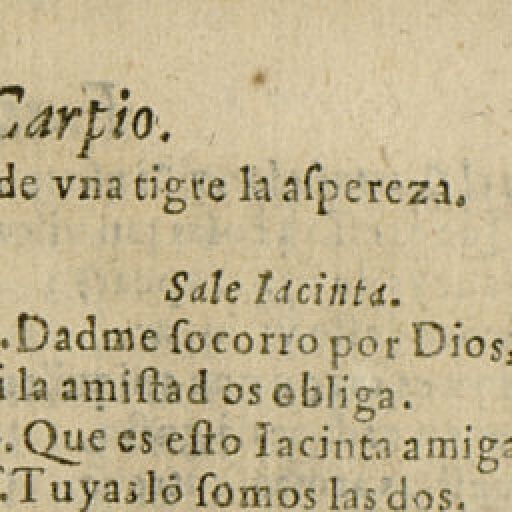 Carpio.
de vna tigre la aſpereza.
Sale Iacinta.
.Dadme ſocorro por Dios,
i la amiſtad os obliga.
. Que es eſto Iacinta amiga
.Tuyas lo ſomos las dos.